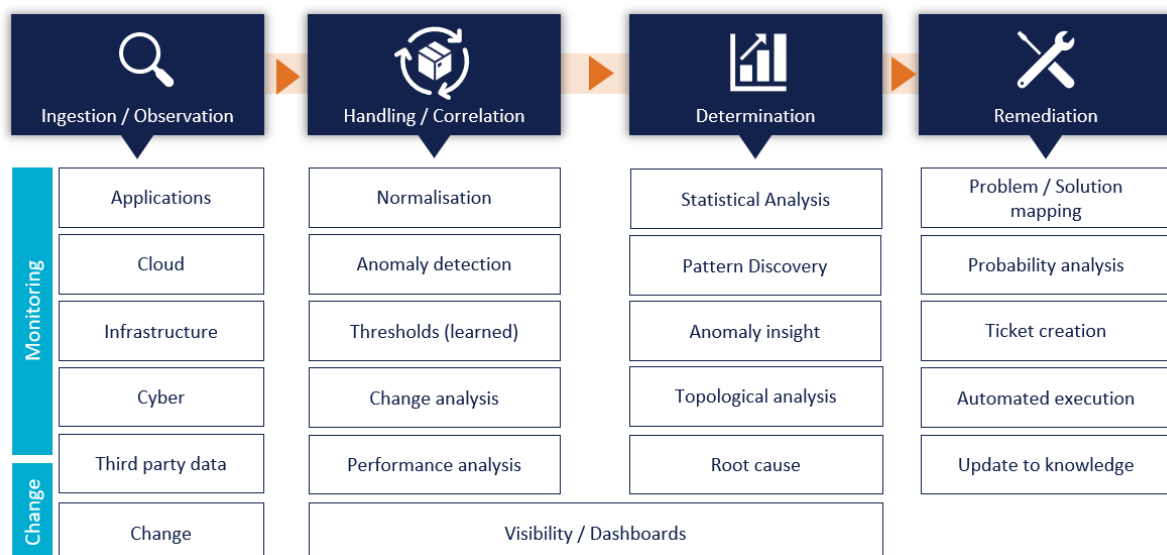 Ingestion / Observation
Handling / Correlation
Determination
Remediation
Monitoring
Change
Applications
Cloud
Infrastructure
Cyber
Third party data
Change
Normalisation
Anomaly detection
Thresholds (learned)
Change analysis
Performance analysis
Statistical Analysis
Pattern Discovery
Anomaly insight
Topological analysis
Root cause
Visibility / Dashboards
Problem / Solution
mapping
Probability analysis
Ticket creation
Automated execution
Update to knowledge